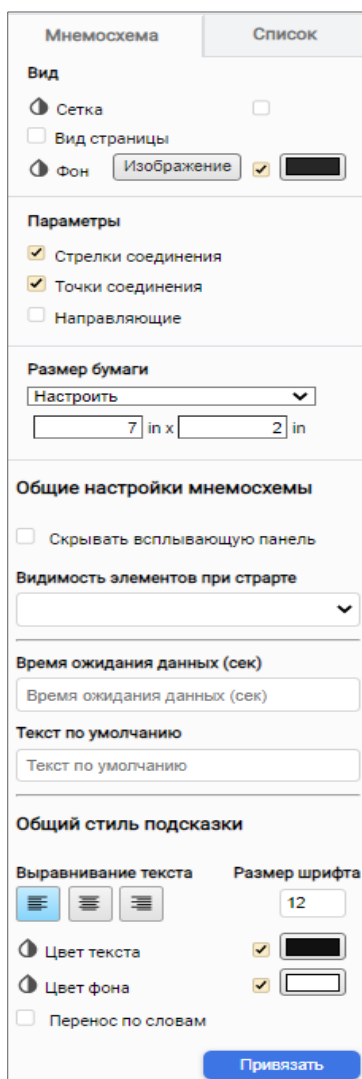 Мнемосхема Список
Вид
Сетка
Вид страницы
Фон Изображение
Параметры
Стрелки соединения
Точки соединения
Направляющие
Размер бумаги
Настроить
7 in x 2 in
Общие настройки мнемосхемы
Скрывать всплывающую панель
Видимость элементов при страрте
Время ожидания данных (сек)
Время ожидания данных (сек)
Текст по умолчанию
Текст по умолчанию
Общий стиль подсказки
Выравнивание текста Размер шрифта
12
Цвет текста
Цвет фона
Перенос по словам
Привязать